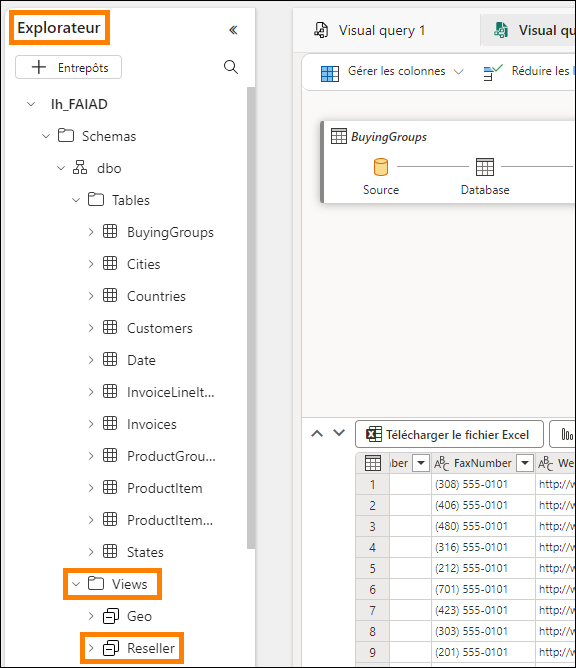 Explorateur
Entrepôts
lh_FAIAD
Schemas
dbo
Tables
BuyingGroups
Cities
Countries
Customers
Date
InvoiceLineIt...
Invoices
ProductGrou...
ProductItem
ProductItem...
States
Views
Geo
Reseller
Visual query 1
Visual qu
Gérer les colonnes
Réduire les l
BuyingGroups
Source
Database
Télécharger le fichier Excel
ber FaxNumber We
1 (308) 555-0101 http://w
2 (406) 555-0101 http://w
3 (480) 555-0101 http://w
4 (316) 555-0101 http://w
5 (212) 555-0101 http://w
6 (701) 555-0101 http://w
7 (423) 555-0101 http://w
8 (303) 555-0101 http://w
9 (201) 555-0101 http://w